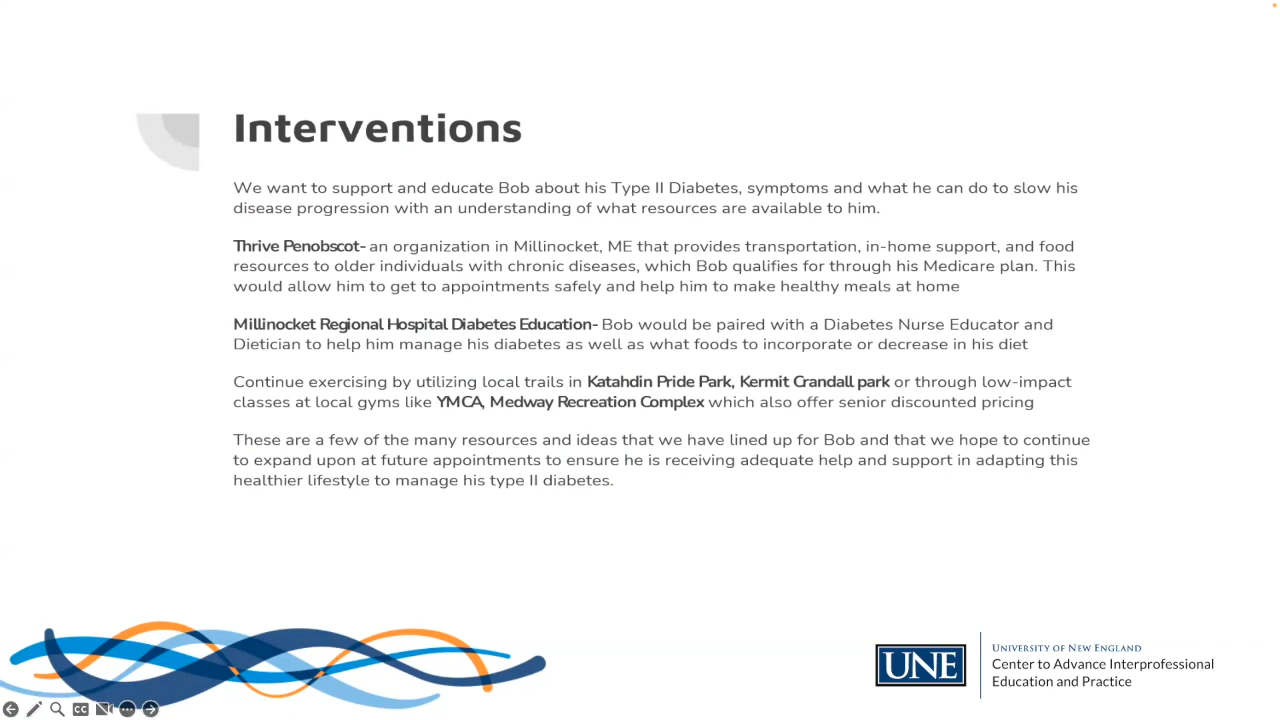 Interventions
We want to support and educate Bob about his Type II Diabetes, symptoms and what he can do to slow his
disease progression with an understanding of what resources are available to him.
Thrive Penobscot- an organization in Millinocket, ME that provides transportation, in-home support, and food
resources to older individuals with chronic diseases, which Bob qualifies for through his Medicare plan. This
would allow him to get to appointments safely and help him to make healthy meals at home
Millinocket Regional Hospital Diabetes Education- Bob would be paired with a Diabetes Nurse Educator and
Dietician to help him manage his diabetes as well as what foods to incorporate or decrease in his diet
Continue exercising by utilizing local trails in Katahdin Pride Park, Kermit Crandall park or through low-impact
classes at local gyms like YMCA, Medway Recreation Complex which also offer senior discounted pricing
These are a few of the many resources and ideas that we have lined up for Bob and that we hope to continue
to expand upon at future appointments to ensure he is receiving adequate help and support in adapting this
healthier lifestyle to manage his type II diabetes.
UNE
UNIVERSITY OF NEW ENGLAND
Center to Advance Interprofessional
Education and Practice
CC